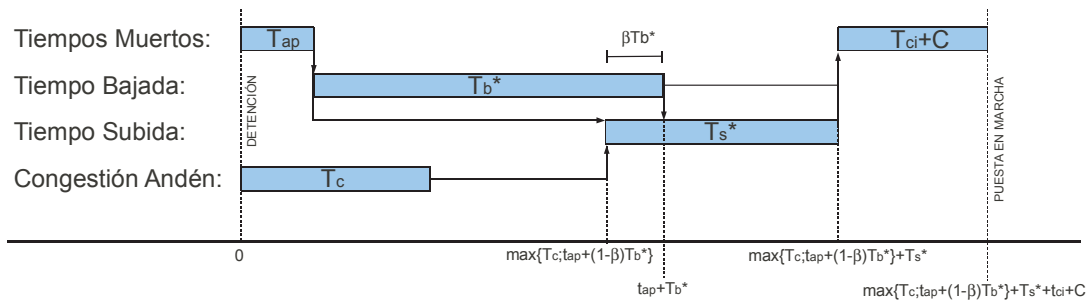 Tiempos Muertos:
Tap
Tci+C
βTb*
Tiempo Bajada:
Tb*
Tiempo Subida:
Ts*
Congestión Andén:
Tc
DETENCIÓN
PUESTA EN MARCHA
0
max{Tc;tap+(1-β)Tb*}
max{Tc;tap+(1-β)Tb*}+Ts*
tap+Tb*
max{Tc;tap+(1-β)Tb*}+Ts*+tci+C